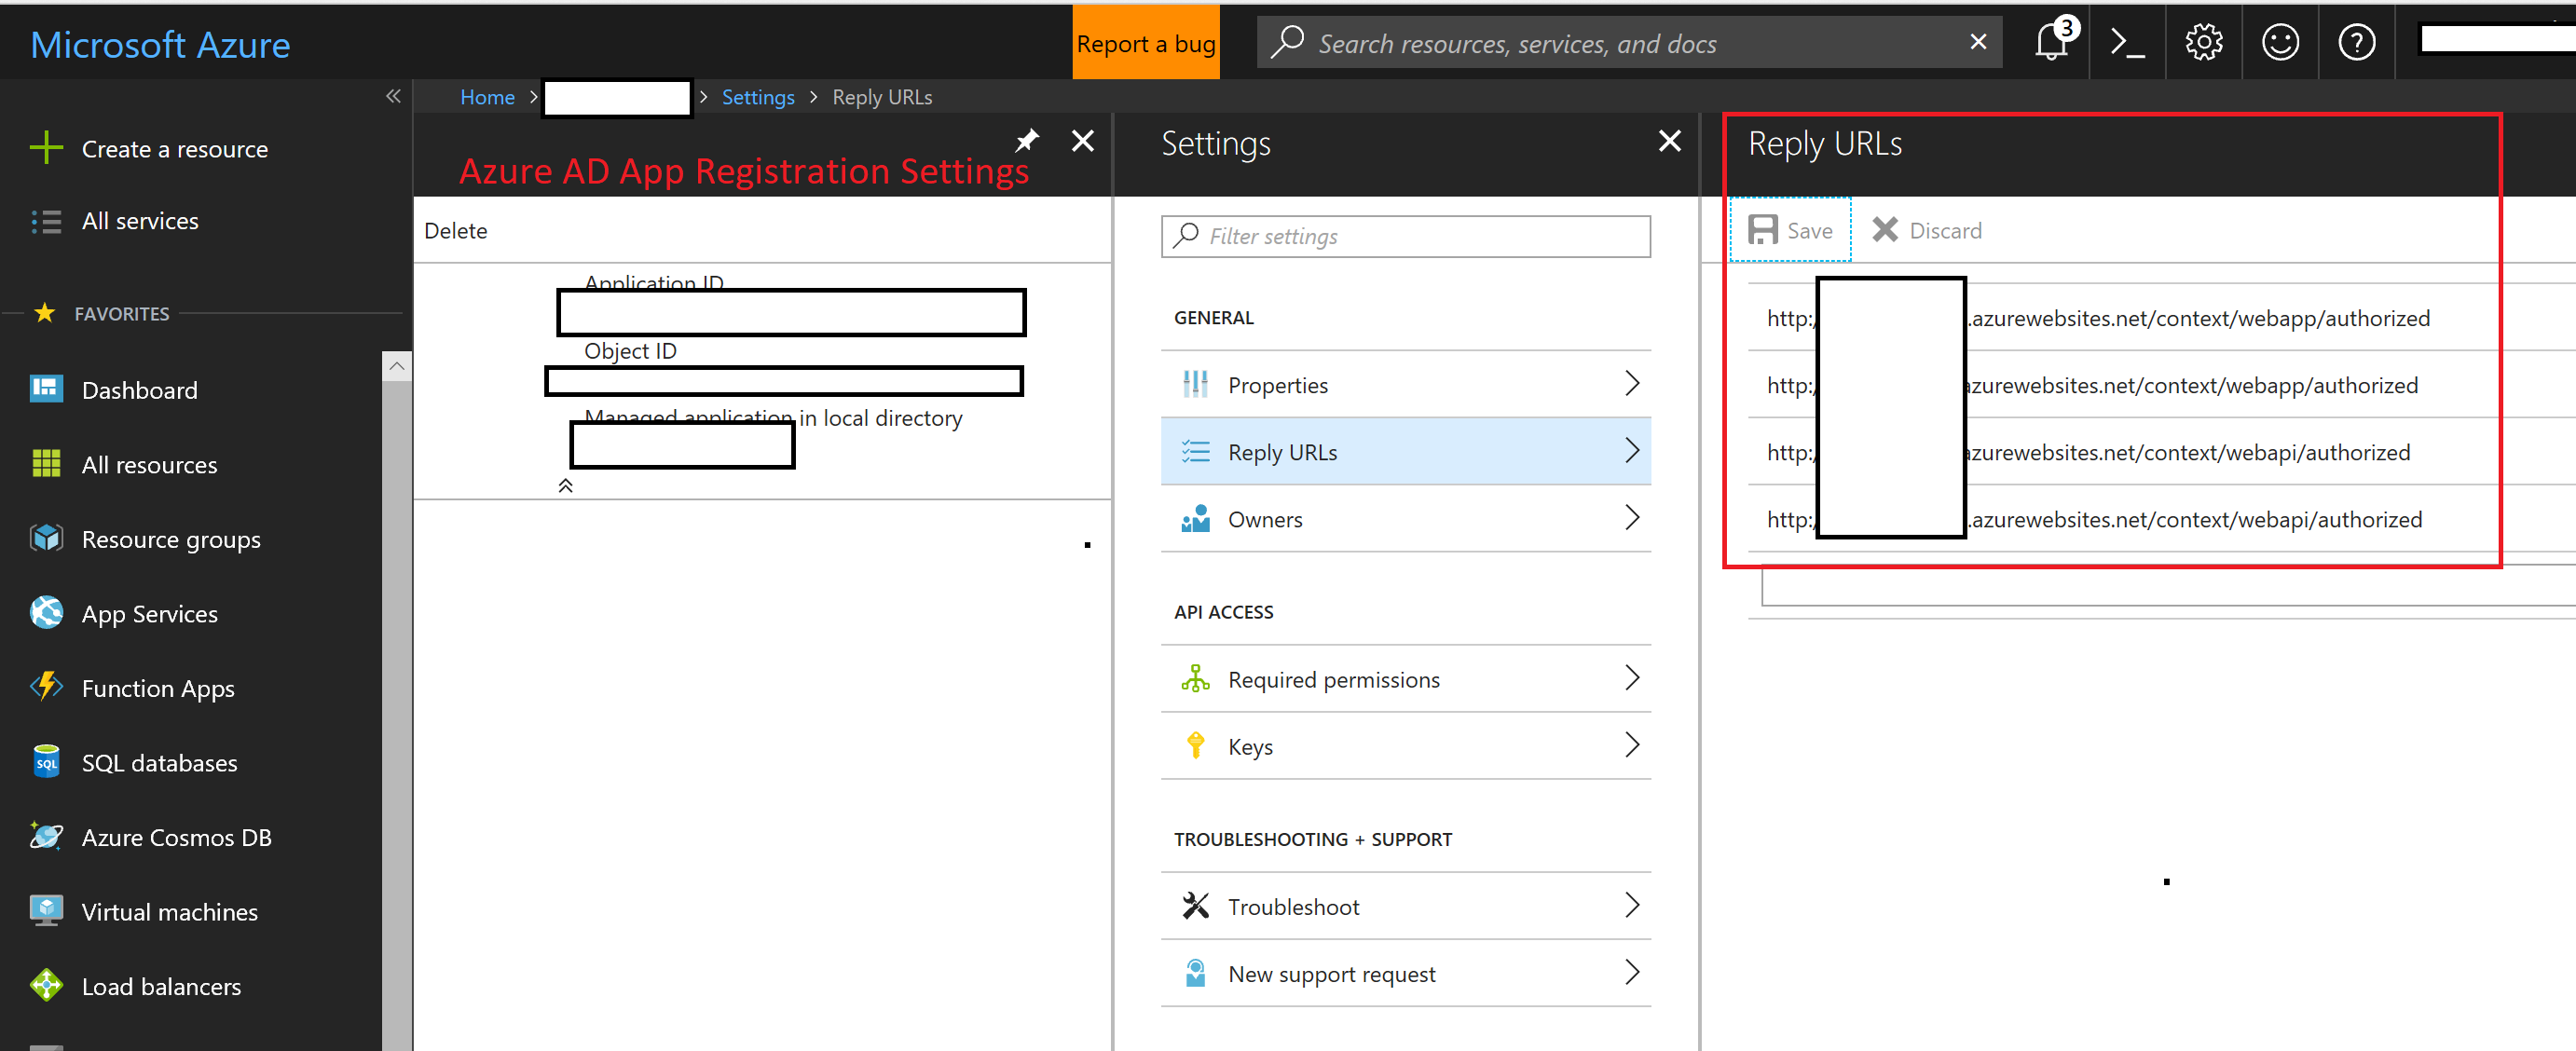 Microsoft Azure
Report a bug
Search resources, services, and docs
3
Home > > Settings > Reply URLs
Create a resource
All services
FAVORITES
Dashboard
All resources
Resource groups
App Services
Function Apps
SQL databases
Azure Cosmos DB
Virtual machines
Load balancers
Azure AD App Registration Settings
Delete
Application ID
Object ID
Managed application in local directory
Settings
Filter settings
GENERAL
Properties
Reply URLs
Owners
API ACCESS
Required permissions
Keys
TROUBLESHOOTING + SUPPORT
Troubleshoot
New support request
Reply URLs
Save Discard
http:/ .azurewebsites.net/context/webapp/authorized
http:/ azurewebsites.net/context/webapp/authorized
http:/ azurewebsites.net/context/webapi/authorized
http:/ .azurewebsites.net/context/webapi/authorized